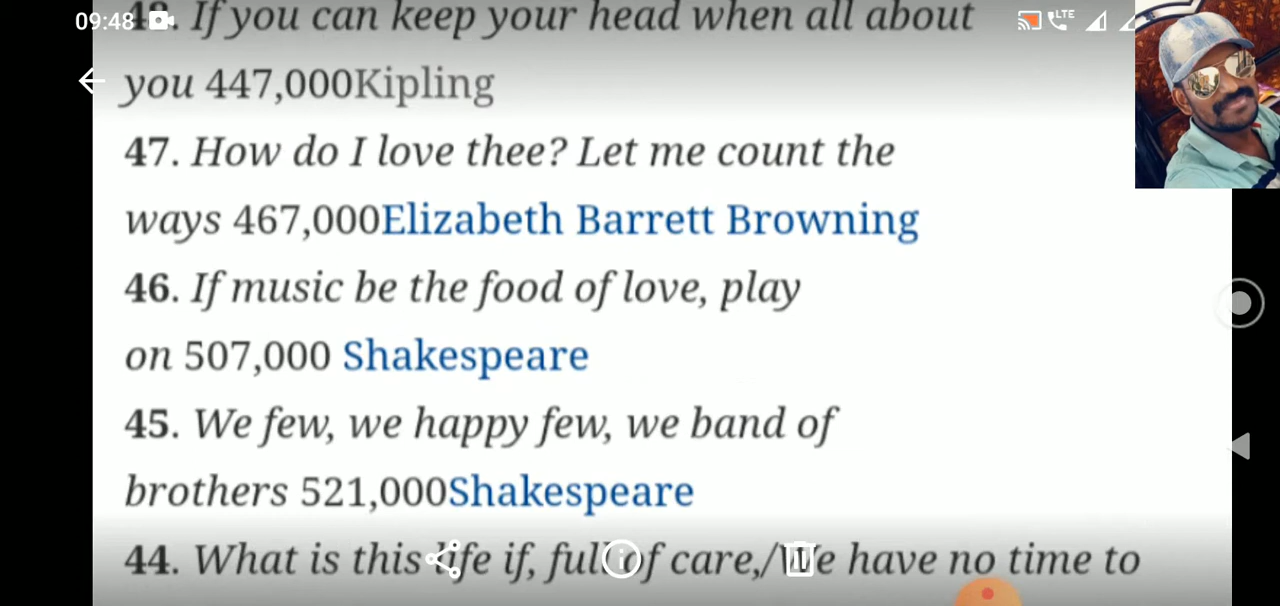 09:48
LTE
48. If you can keep your head when all about
you 447,000Kipling
47. How do I love thee? Let me count the
ways 467,000Elizabeth Barrett Browning
46. If music be the food of love, play
on 507,000 Shakespeare
45. We few, we happy few, we band of
brothers 521,000Shakespeare
44. What is this life if, full of care,/We have no time to